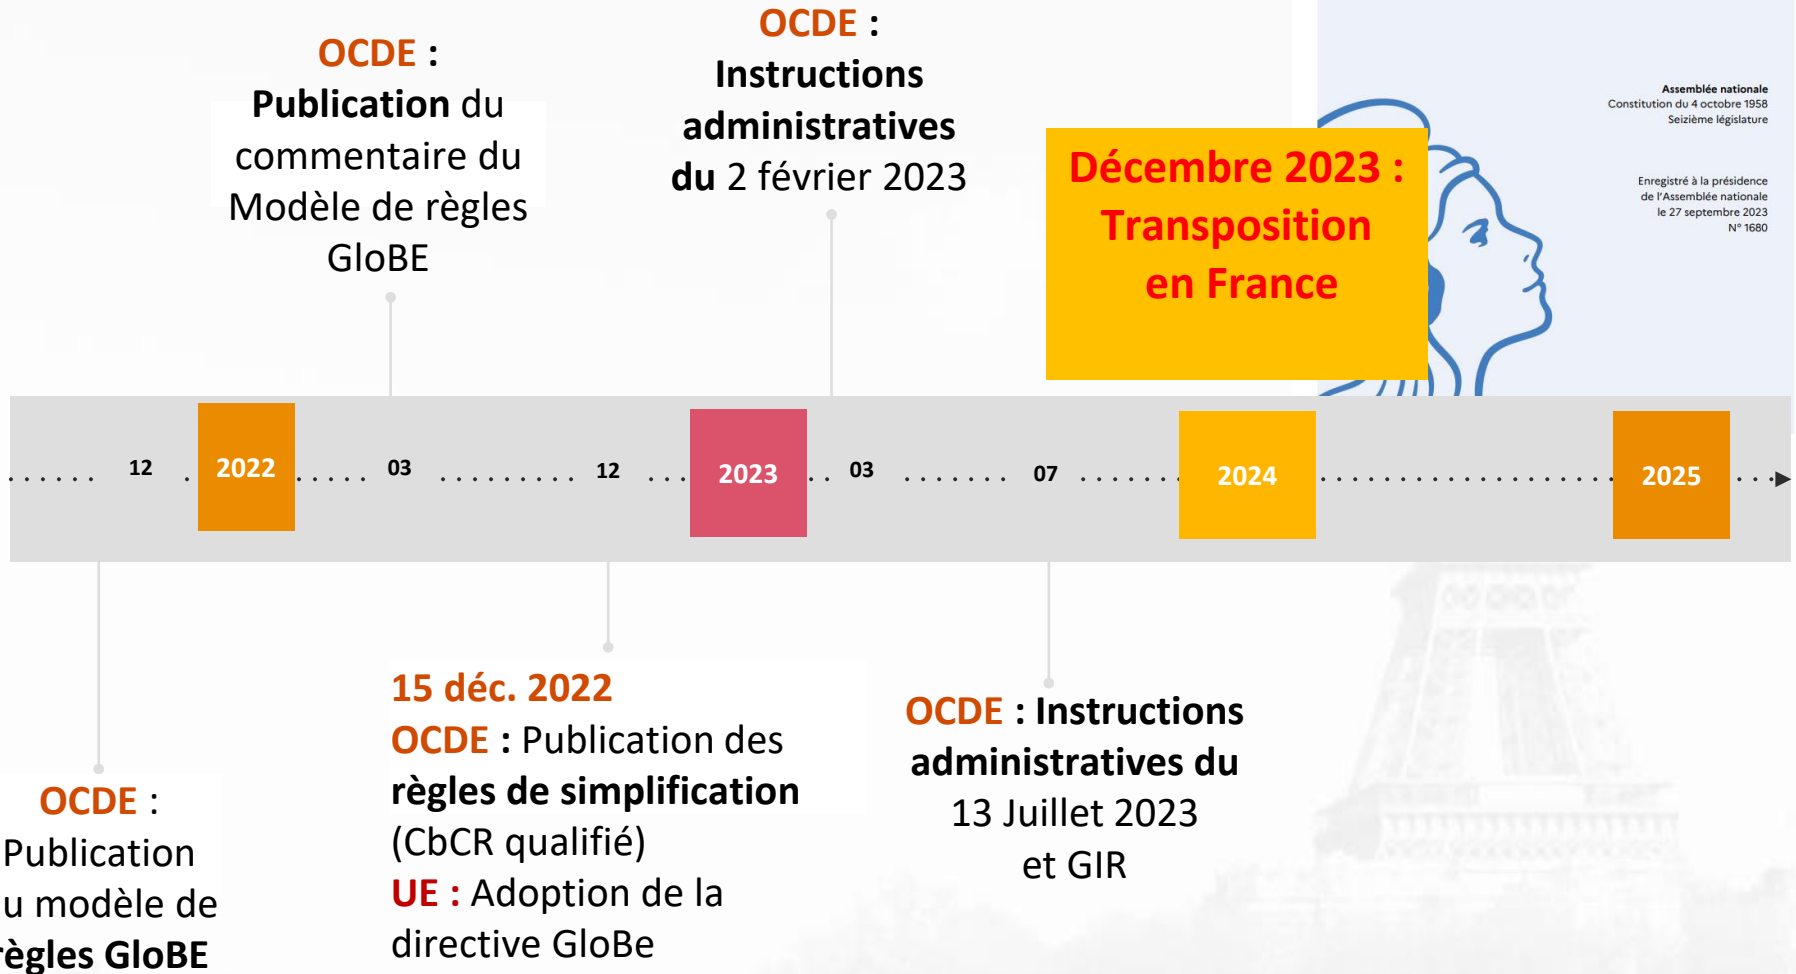 OCDE :
Publication du
commentaire du
Modèle de règles
GloBE
OCDE :
Instructions
administratives
du 2 février 2023
Décembre 2023 :
Transposition
en France
Assemblée nationale
Constitution du 4 octobre 1958
Seizième législature
Enregistré à la présidence
de l'Assemblée nationale
le 27 septembre 2023
N° 1680
12 2022 03 12 2023 03 07 2024 2025
OCDE :
Publication
u modèle de
règles GloBE
15 déc. 2022
OCDE : Publication des
règles de simplification
(CbCR qualifié)
UE : Adoption de la
directive GloBe
OCDE : Instructions
administratives du
13 Juillet 2023
et GIR